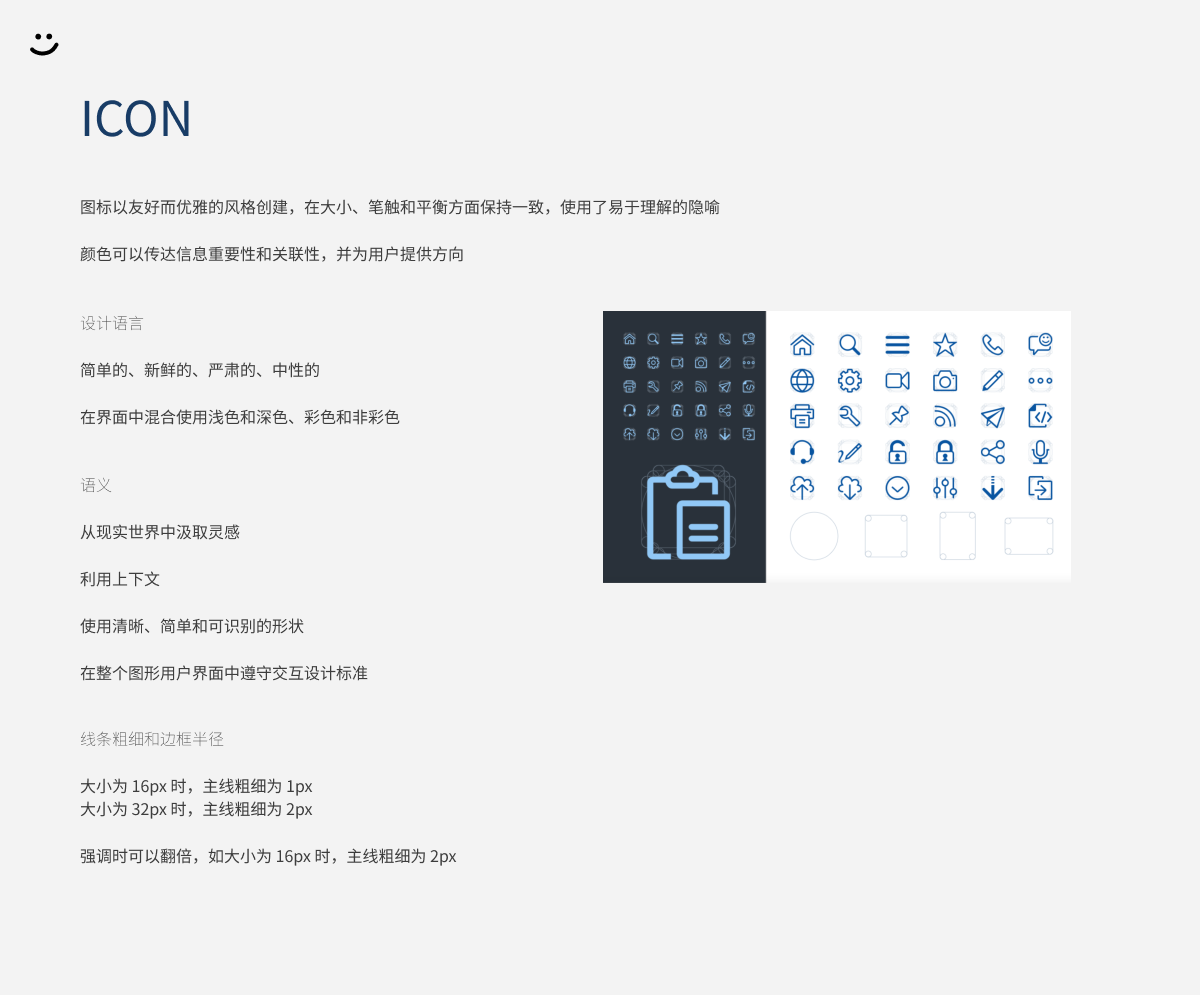 ICON
图标以友好而优雅的风格创建，在大小、笔触和平衡方面保持一致，使用了易于理解的隐喻
颜色可以传达信息重要性和关联性，并为用户提供方向
设计语言
简单的、新鲜的、严肃的、中性的
在界面中混合使用浅色和深色、彩色和非彩色
语义
从现实世界中汲取灵感
利用上下文
使用清晰、简单和可识别的形状
在整个图形用户界面中遵守交互设计标准
线条粗细和边框半径
大小为 16px 时，主线粗细为 1px
大小为 32px 时，主线粗细为 2px
强调时可以翻倍，如大小为 16px 时，主线粗细为 2px